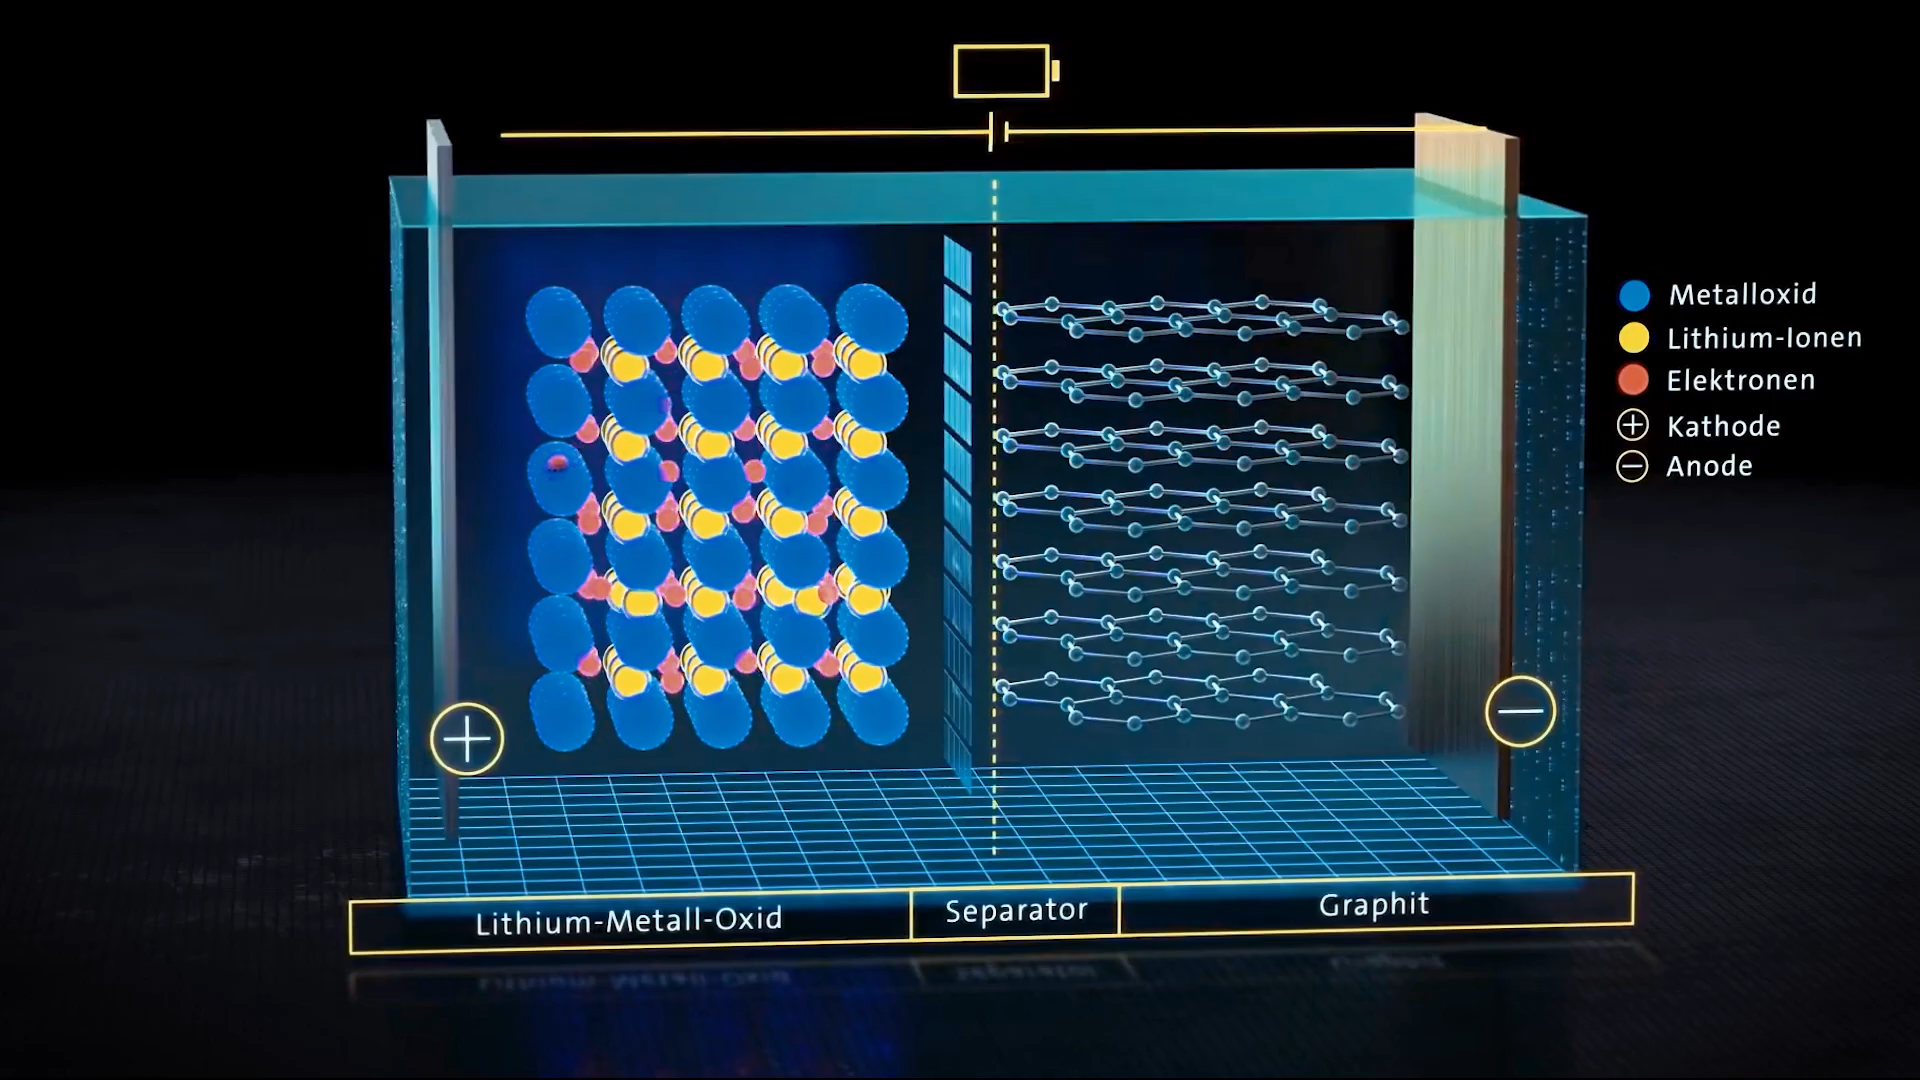 Metalloxid
Lithium-Ionen
Elektronen
+ Kathode
− Anode
+
−
Lithium-Metall-Oxid
Separator
Graphit